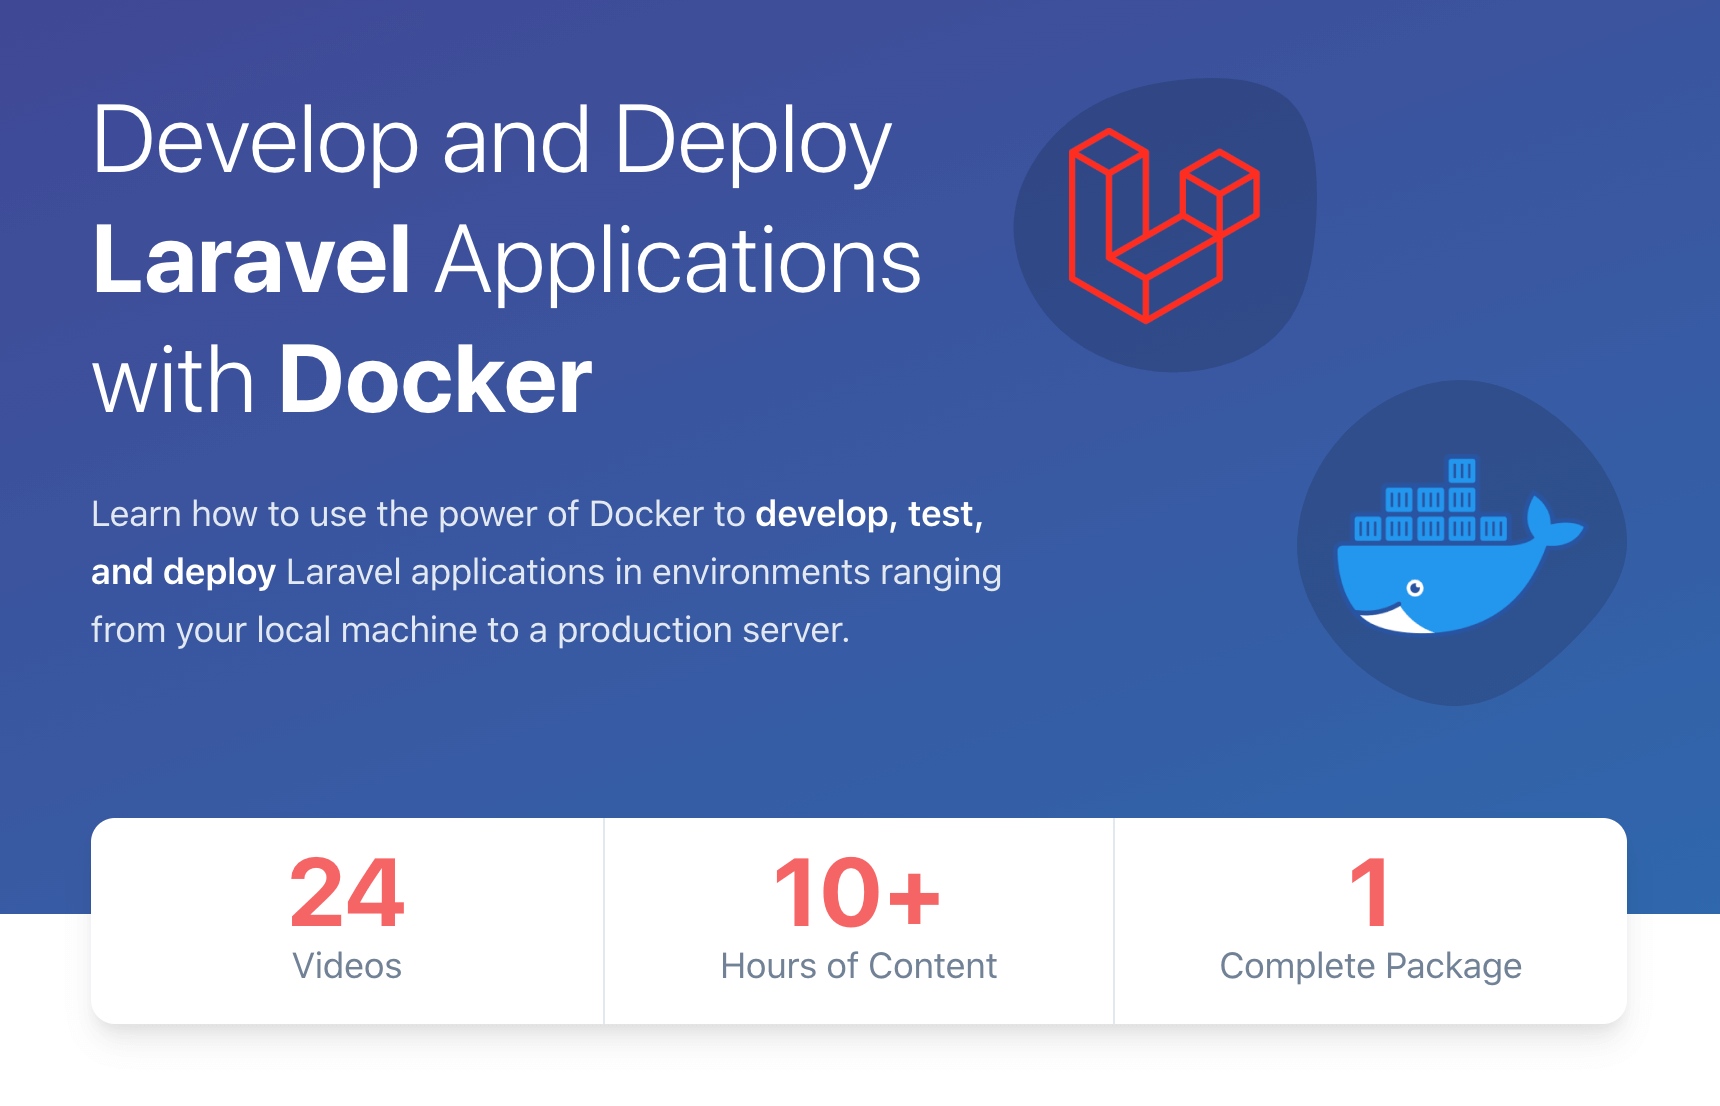 Develop and Deploy
Laravel Applications
with Docker
Learn how to use the power of Docker to develop, test,
and deploy Laravel applications in environments ranging
from your local machine to a production server.
24
Videos
10+
Hours of Content
1
Complete Package